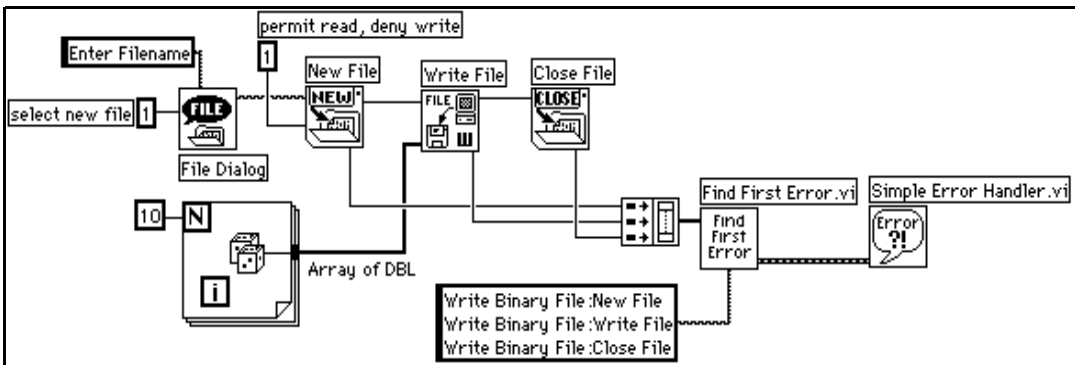 permit read, deny write
Enter Filename
1
New File
Write File
Close File
select new file
1
FILE
NEW
FILE
CLOSE
File Dialog
10
N
i
Array of DBL
Find First Error.vi
Simple Error Handler.vi
Find
First
Error
Error
?!
Write Binary File:New File
Write Binary File:Write File
Write Binary File:Close File